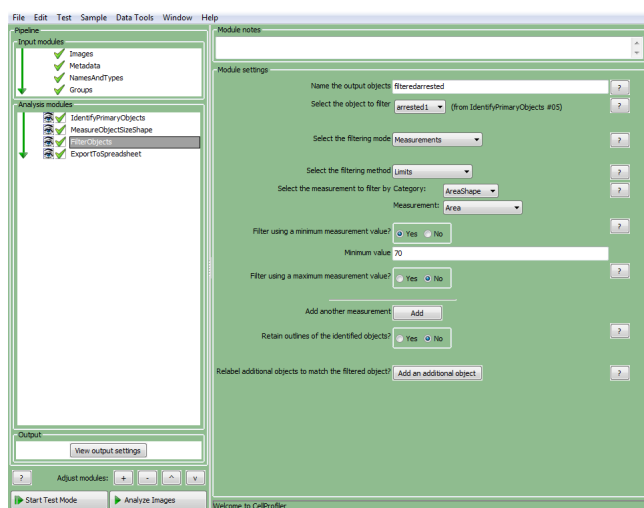 File Edit Test Sample Data Tools Window Help
Pipeline
Input modules
Images
Metadata
NamesAndTypes
Groups
Analysis modules
IdentifyPrimaryObjects
MeasureObjectSizeShape
FilterObjects
ExportToSpreadsheet
Output
View output settings
? Adjust modules: + - ^ v
Start Test Mode Analyze Images
Module notes
Module settings
Name the output objects filteredarrested ?
Select the object to filter arrested1 (from IdentifyPrimaryObjects #05) ?
Select the filtering mode Measurements ?
Select the filtering method Limits ?
Select the measurement to filter by Category: AreaShape ?
Measurement: Area
Filter using a minimum measurement value? Yes No ?
Minimum value 70
Filter using a maximum measurement value? Yes No ?
Add another measurement Add
Retain outlines of the identified objects? Yes No ?
Relabel additional objects to match the filtered object? Add an additional object ?
Welcome to CellProfiler